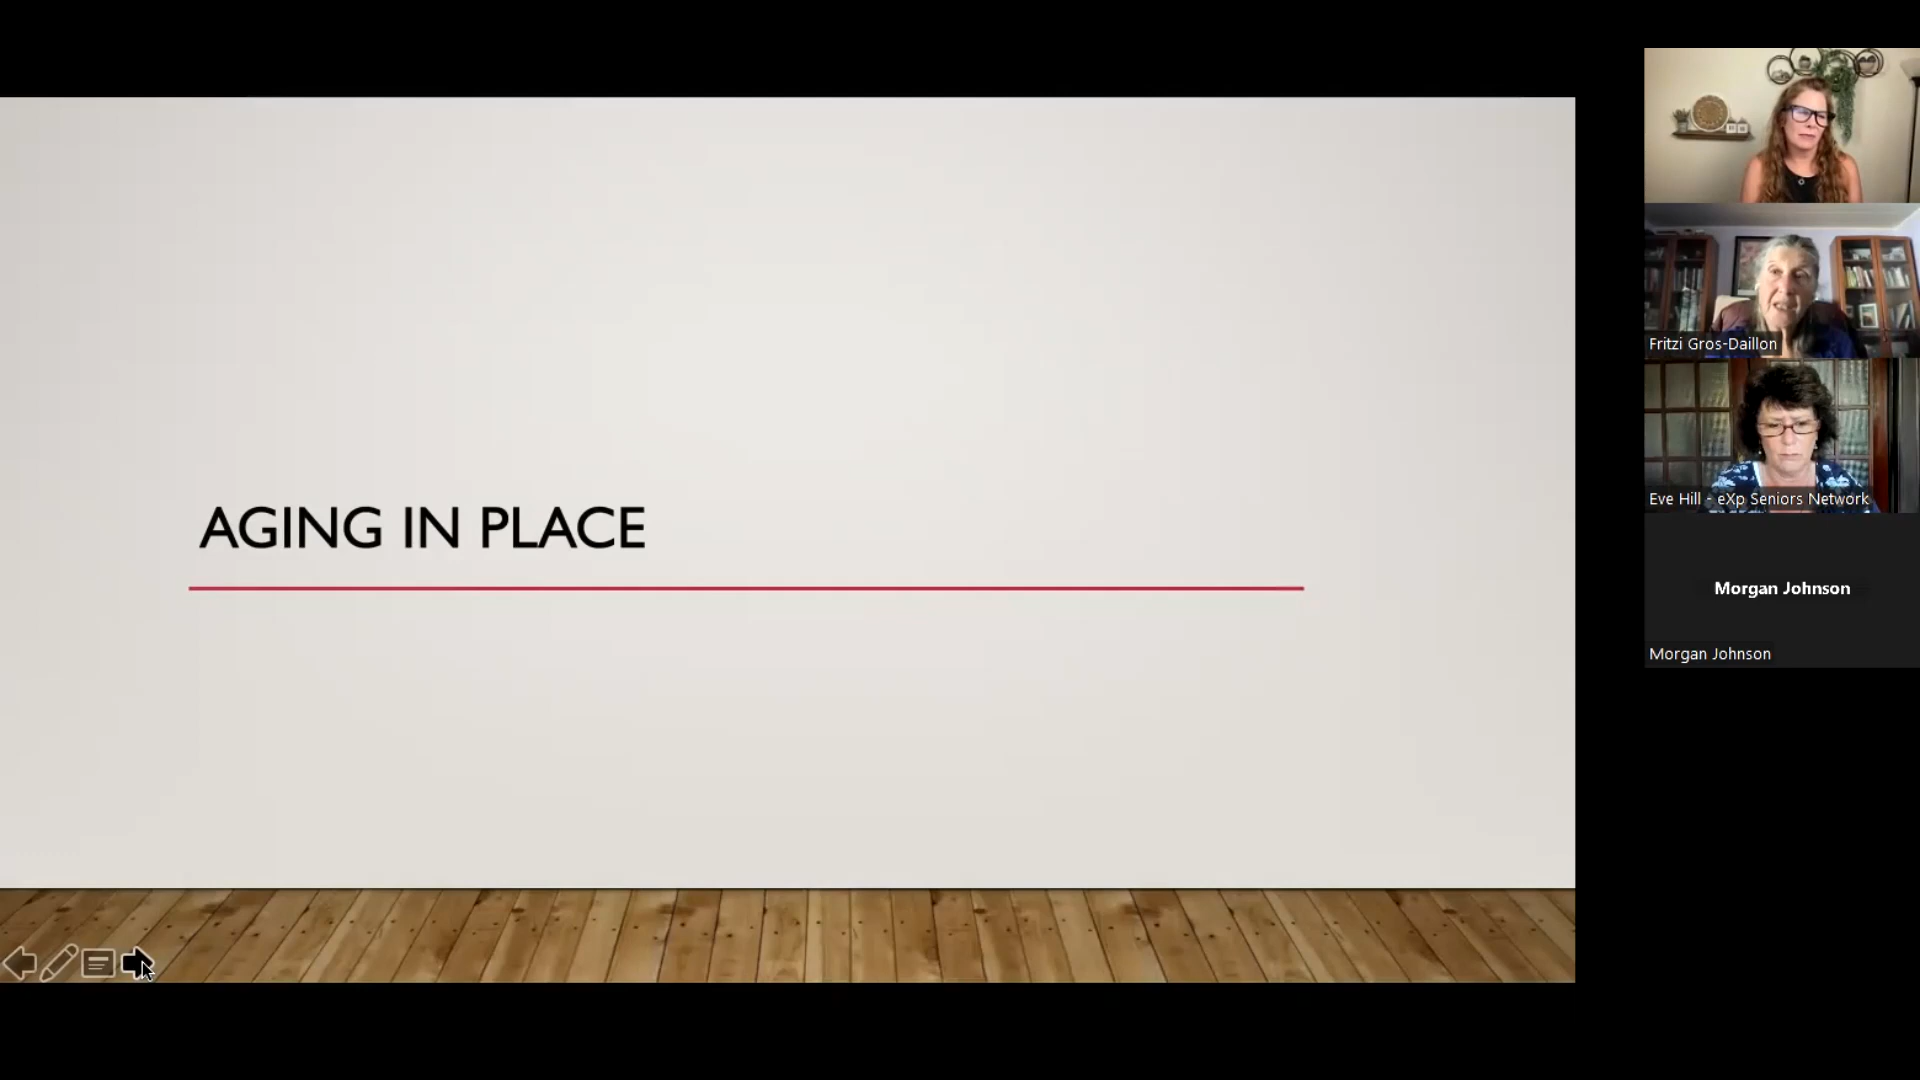 AGING IN PLACE
Fritzi Gros-Daillon
Eve Hill - eXp Seniors Network
Morgan Johnson
Morgan Johnson